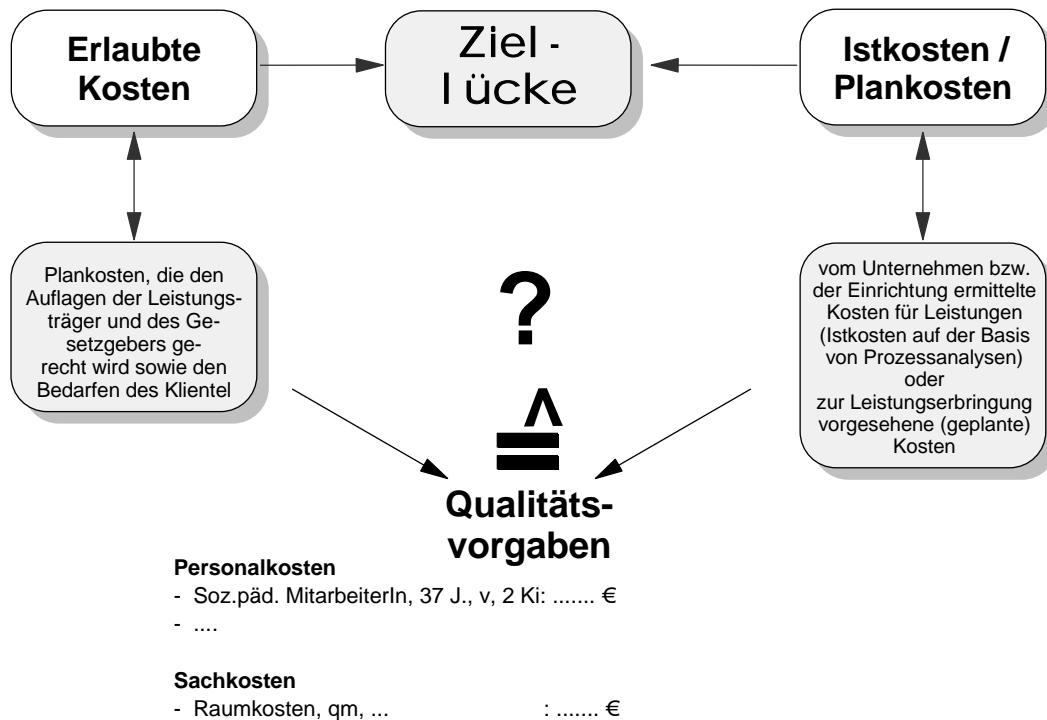 Erlaubte
Kosten
Ziel -
lücke
Istkosten /
Plankosten
Plankosten, die den
Auflagen der Leistungs-
träger und des Ge-
setzgebers ge-
recht wird sowie den
Bedarfen des Klientel
?
≙
vom Unternehmen bzw.
der Einrichtung ermittelte
Kosten für Leistungen
(Istkosten auf der Basis
von Prozessanalysen)
oder
zur Leistungserbringung
vorgesehene (geplante)
Kosten
Qualitäts-
vorgaben
Personalkosten
- Soz.päd. MitarbeiterIn, 37 J., v, 2 Ki: ....... €
- ....
Sachkosten
- Raumkosten, qm, ... : ....... €